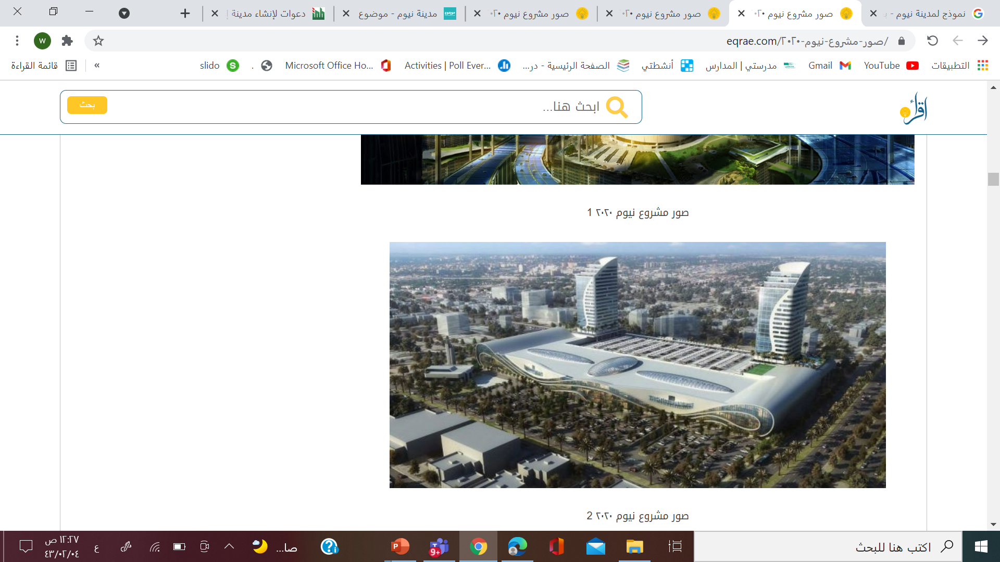 نموذج لمدينة نيوم - ب
صور مشروع نيوم ٢٠٢٠
صور مشروع نيوم ٢٠٢٠
صور مشروع نيوم ٢٠٢٠
مدينة نيوم - موضوع
دعوات لإنشاء مدينة إ
eqrae.com/صور-مشروع-نيوم-٢٠٢٠/
W
التطبيقات
YouTube
Gmail
مدرستي | المدارس
أنشطتي
الصفحة الرئيسية - در...
Activities | Poll Ever...
Microsoft Office Ho...
.
slido
»
قائمة القراءة
اقرأ
ابحث هنا...
بحث
صور مشروع نيوم ٢٠٢٠ 1
صور مشروع نيوم ٢٠٢٠ 2
اكتب هنا للبحث
9+
صا...
ع
١٢:٢٧ ص
٤٣/٠٢/٠٤